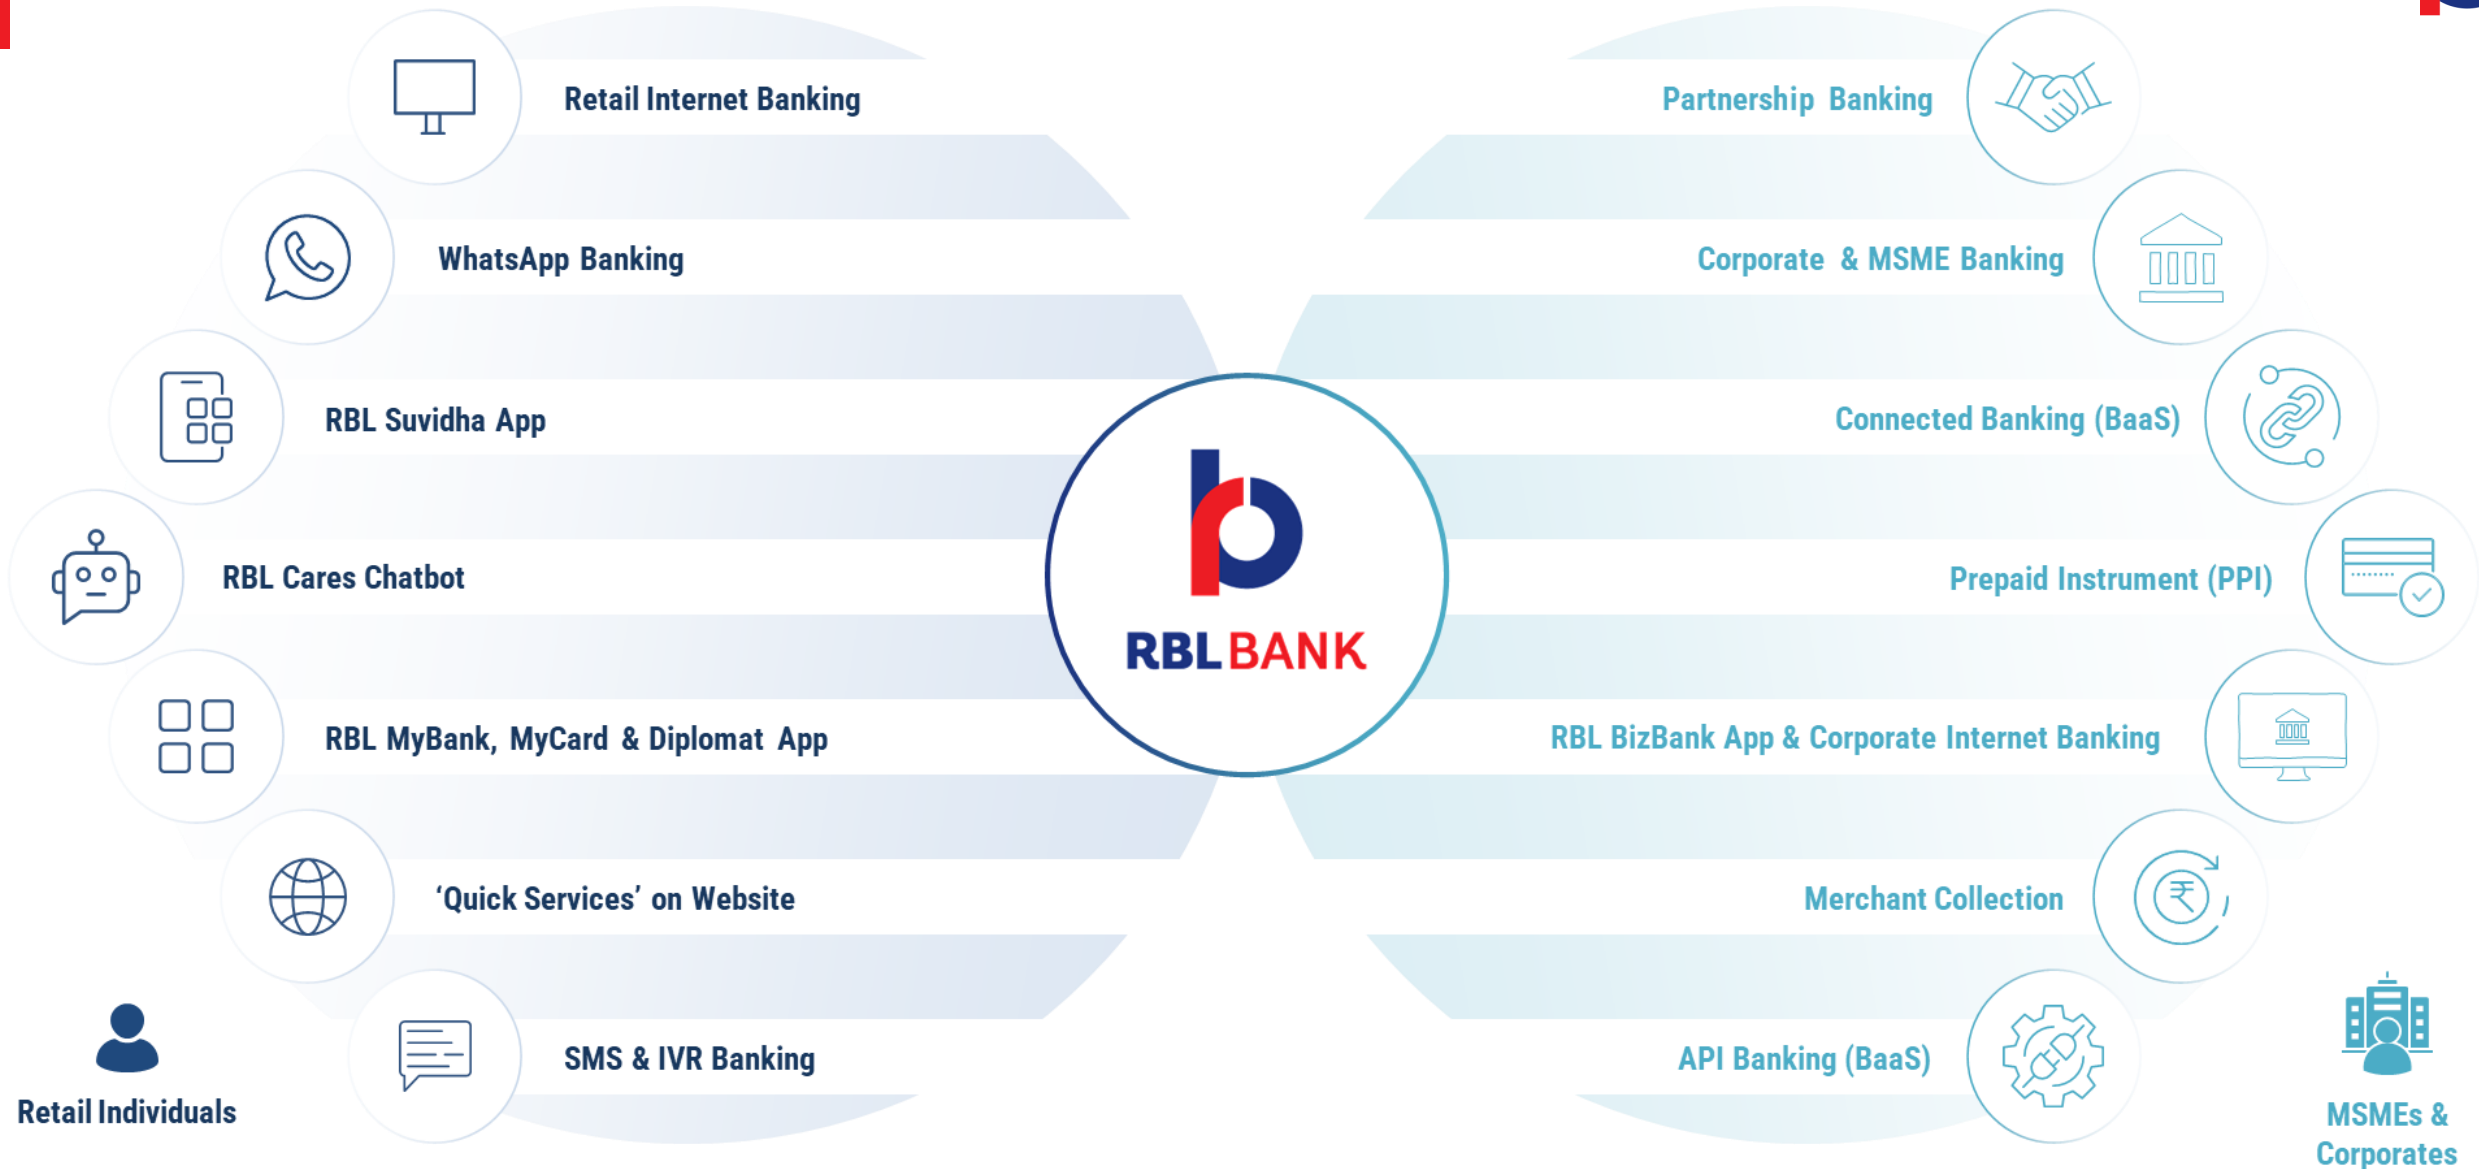 Retail Internet Banking
WhatsApp Banking
RBL Suvidha App
RBL Cares Chatbot
RBL MyBank, MyCard & Diplomat App
‘Quick Services’ on Website
SMS & IVR Banking
Retail Individuals
RBL BANK
Partnership Banking
Corporate & MSME Banking
Connected Banking (BaaS)
Prepaid Instrument (PPI)
RBL BizBank App & Corporate Internet Banking
Merchant Collection
₹
API Banking (BaaS)
MSMEs &
Corporates